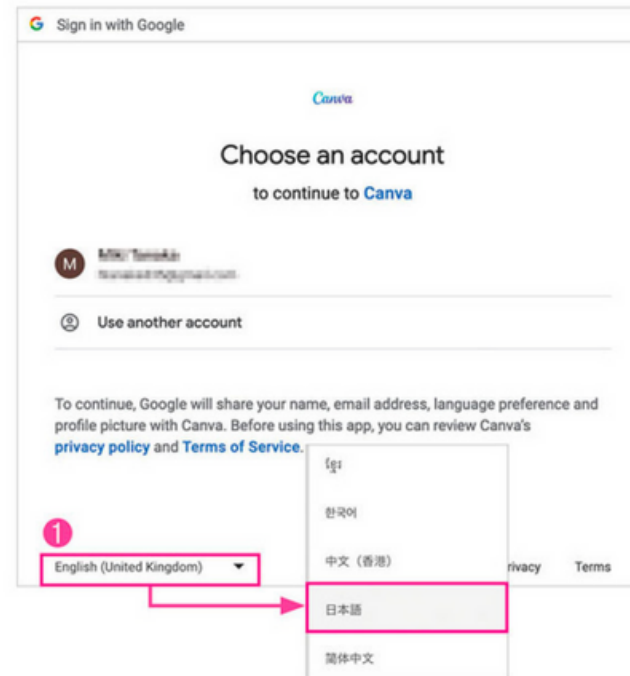 Sign in with Google
Canva
Choose an account
to continue to Canva
M
Use another account
To continue, Google will share your name, email address, language preference and
profile picture with Canva. Before using this app, you can review Canva's
privacy policy and Terms of Service.
ខ្មែរ
한국어
1
中文（香港）
English (United Kingdom)
rivacy
Terms
日本語
简体中文